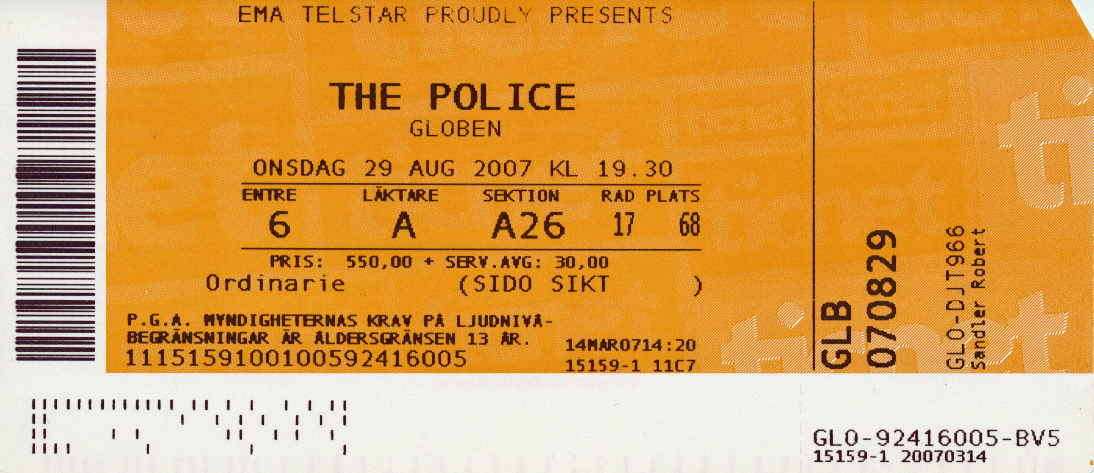 EMA TELSTAR PROUDLY PRESENTS
THE POLICE
GLOBEN
ONSDAG 29 AUG 2007 KL 19.30
ENTRE LÄKTARE SEKTION RAD PLATS
6 A A26 17 68
PRIS: 550,00 + SERV.AVG: 30,00
Ordinarie (SIDO SIKT )
P.G.A. MYNDIGHETERNAS KRAV PÅ LJUDNIVÅ-
BEGRÄNSNINGAR ÄR ÅLDERSGRÄNSEN 13 ÅR.
1115159100100592416005
14MAR0714:20
15159-1 11C7
GLB
070829
GLO-DJT966
Sandler Robert
GLO-92416005-BV5
15159-1 20070314